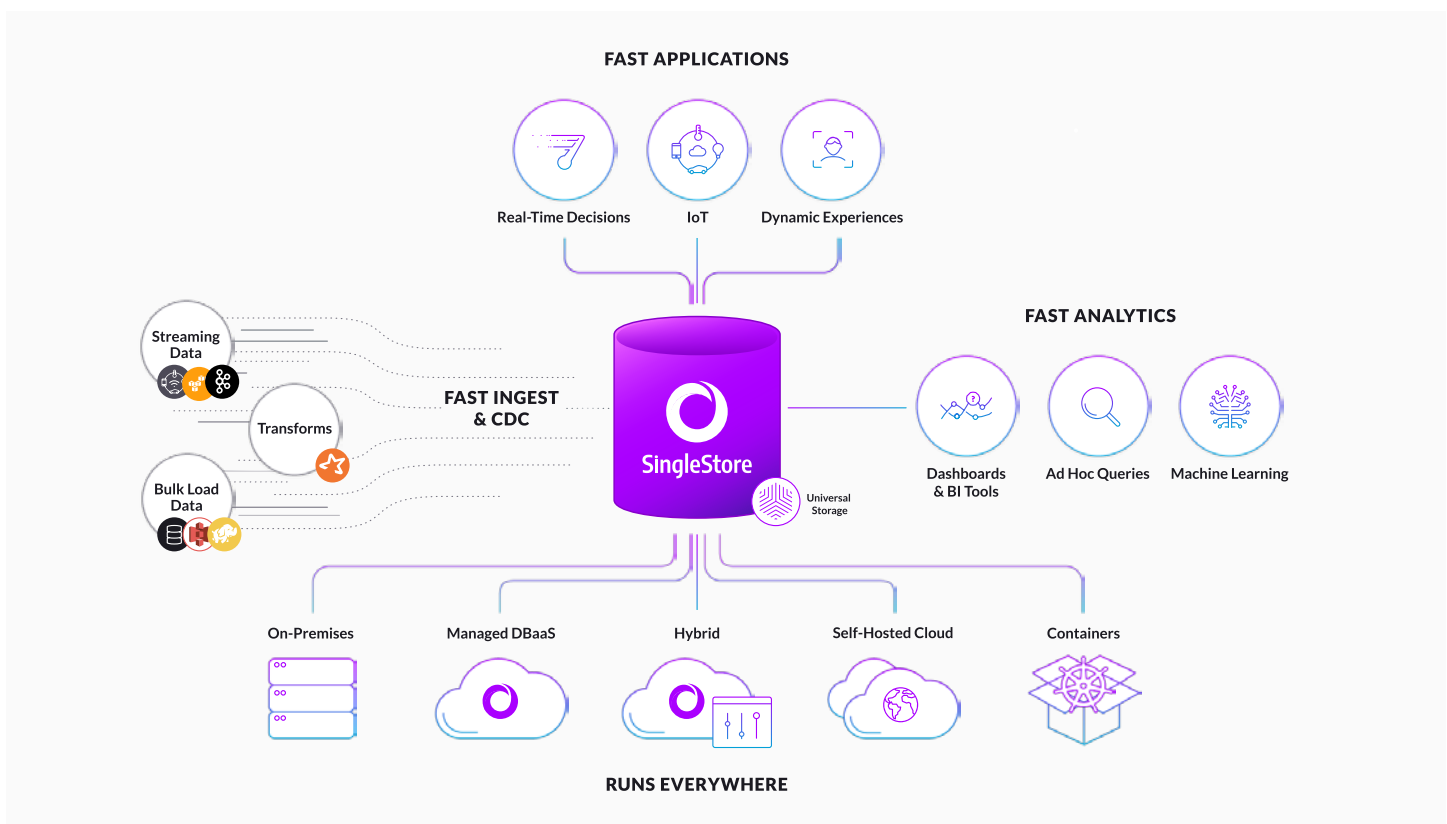 FAST APPLICATIONS
Real-Time Decisions
IoT
Dynamic Experiences
Streaming
Data
Transforms
Bulk Load
Data
FAST INGEST
& CDC
SingleStore
Universal
Storage
FAST ANALYTICS
?
Dashboards
& BI Tools
Ad Hoc Queries
Machine Learning
On-Premises
Managed DBaaS
Hybrid
Self-Hosted Cloud
Containers
RUNS EVERYWHERE